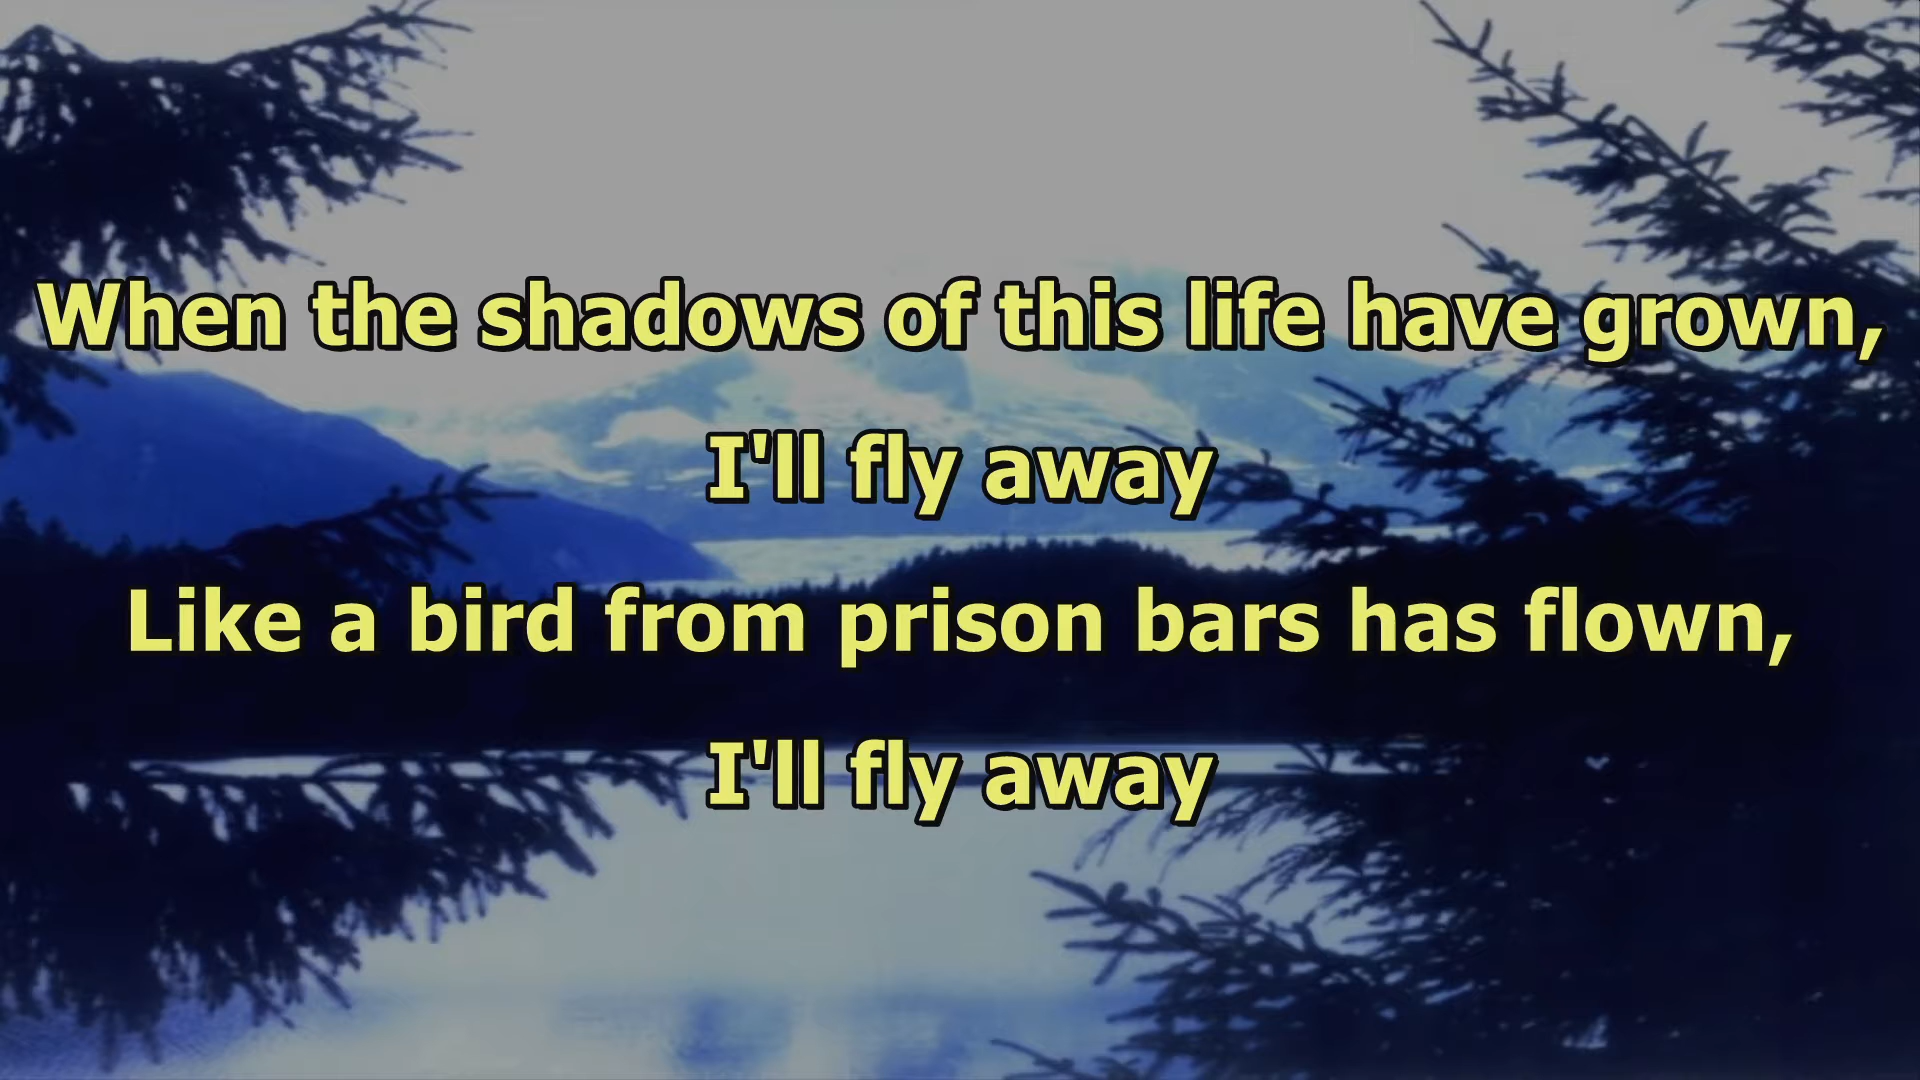 When the shadows of this life have grown,
I'll fly away
Like a bird from prison bars has flown,
I'll fly away